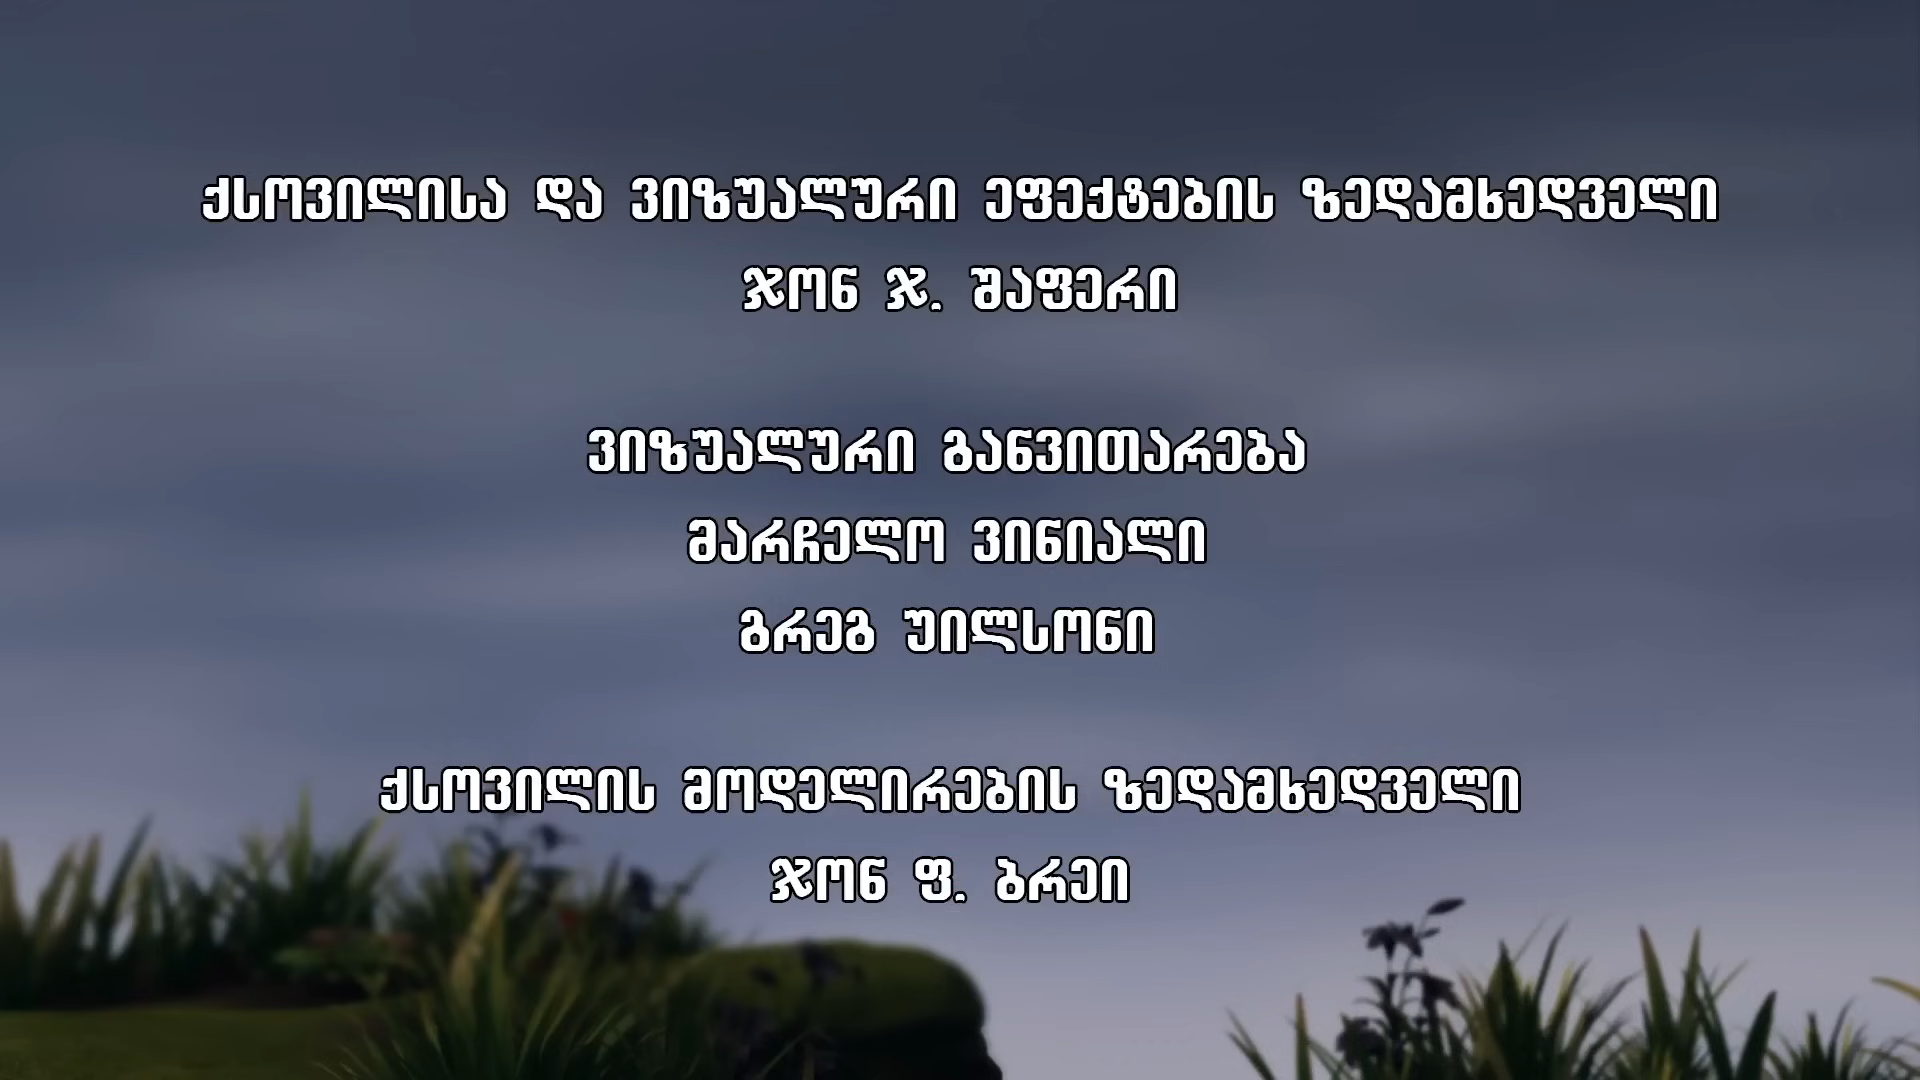 ქსოვილისა და ვიზუალური ეფექტების ზედამხედველი
ჯონ ჯ. შაფერი
ვიზუალური განვითარება
მარჩელო ვინიალი
გრეგ უილსონი
ქსოვილის მოდელირების ზედამხედველი
ჯონ ფ. ბრეი